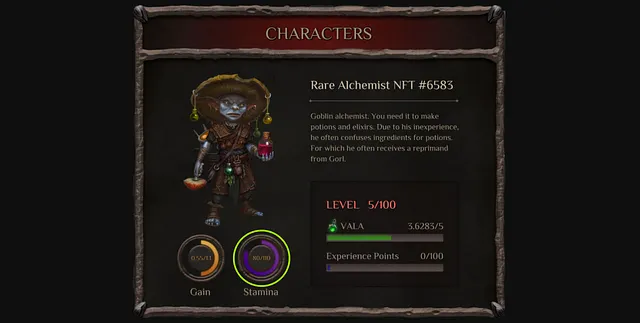 CHARACTERS
Rare Alchemist NFT #6583
Goblin alchemist. You need it to make
potions and elixirs. Due to his inexperience,
he often confuses ingredients for potions.
For which he often receives a reprimand
from Gorl.
LEVEL 5/100
VALA 3.6283/5
Experience Points 0/100
Gain
Stamina